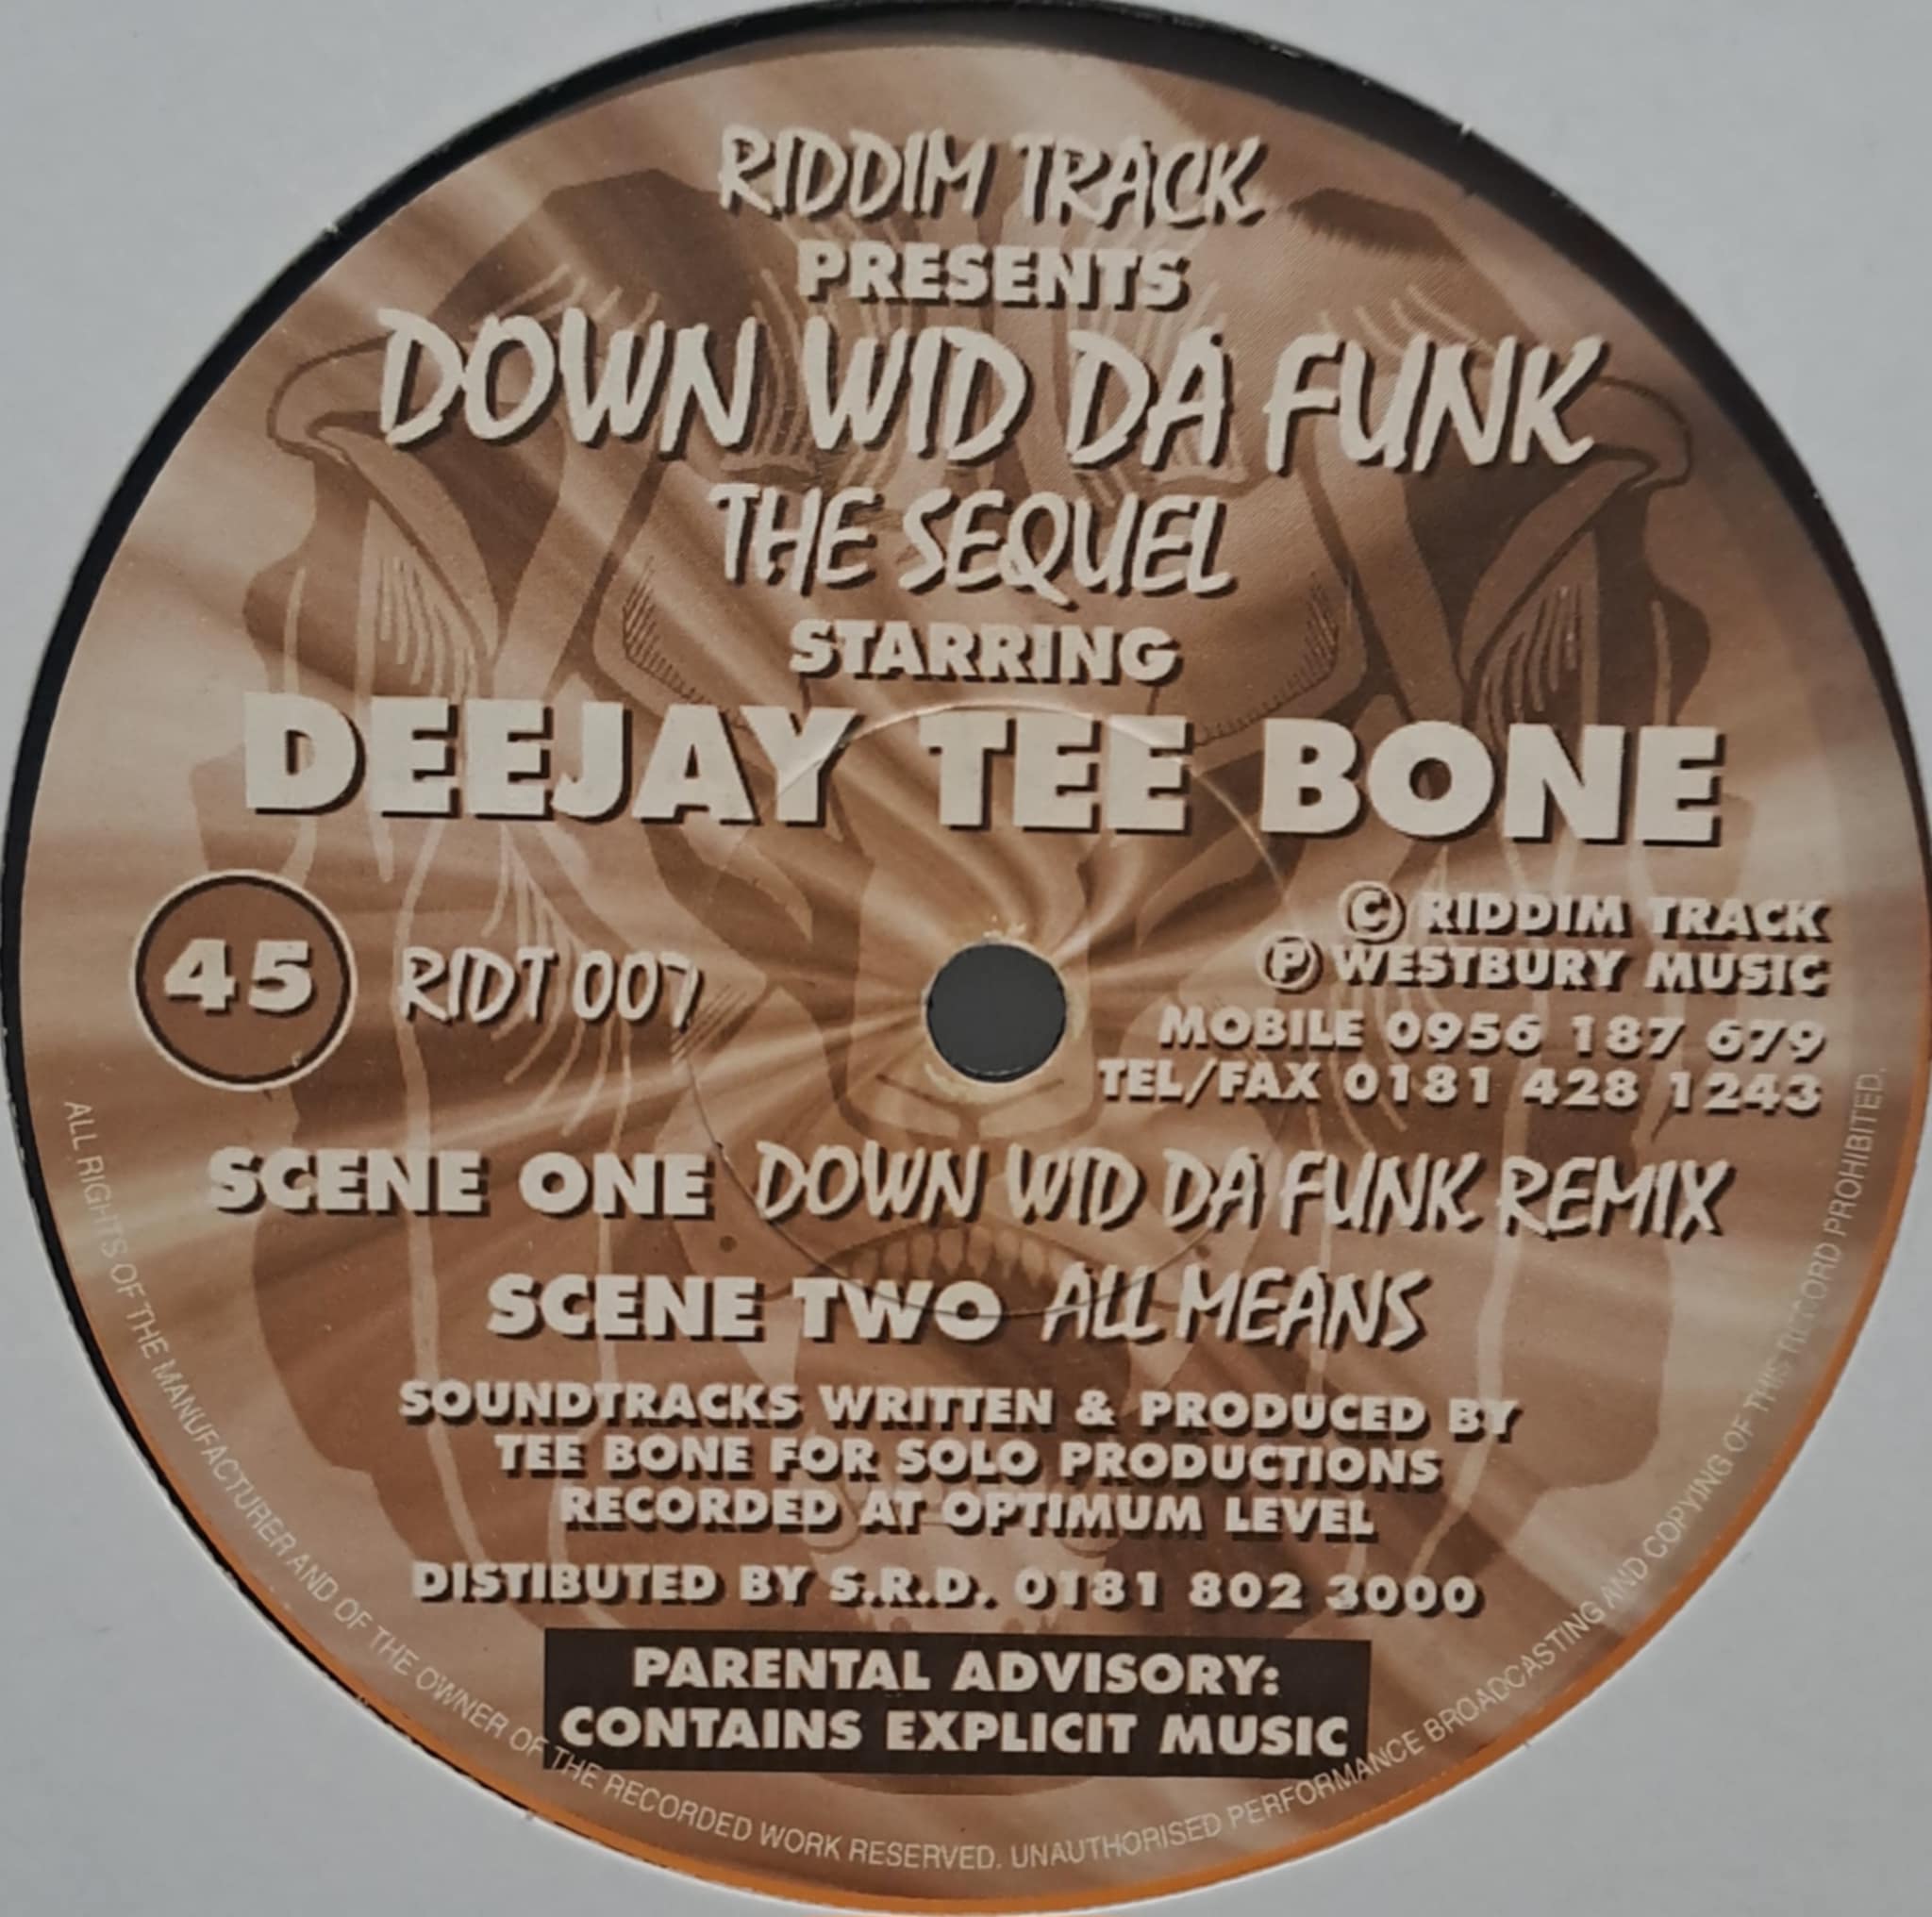 RIDDIM TRACK
PRESENTS
DOWN WID DA FUNK
THE SEQUEL
STARRING
DEEJAY TEE BONE
45 RIDT 007
© RIDDIM TRACK
℗ WESTBURY MUSIC
MOBILE 0956 187 679
TEL/FAX 0181 428 1243
SCENE ONE DOWN WID DA FUNK REMIX
SCENE TWO ALL MEANS
SOUNDTRACKS WRITTEN & PRODUCED BY
TEE BONE FOR SOLO PRODUCTIONS
RECORDED AT OPTIMUM LEVEL
DISTIBUTED BY S.R.D. 0181 802 3000
PARENTAL ADVISORY:
CONTAINS EXPLICIT MUSIC
ALL RIGHTS OF THE MANUFACTURER AND OF THE OWNER OF THE RECORDED WORK RESERVED. UNAUTHORISED PERFORMANCE BROADCASTING AND COPYING OF THIS RECORD PROHIBITED.